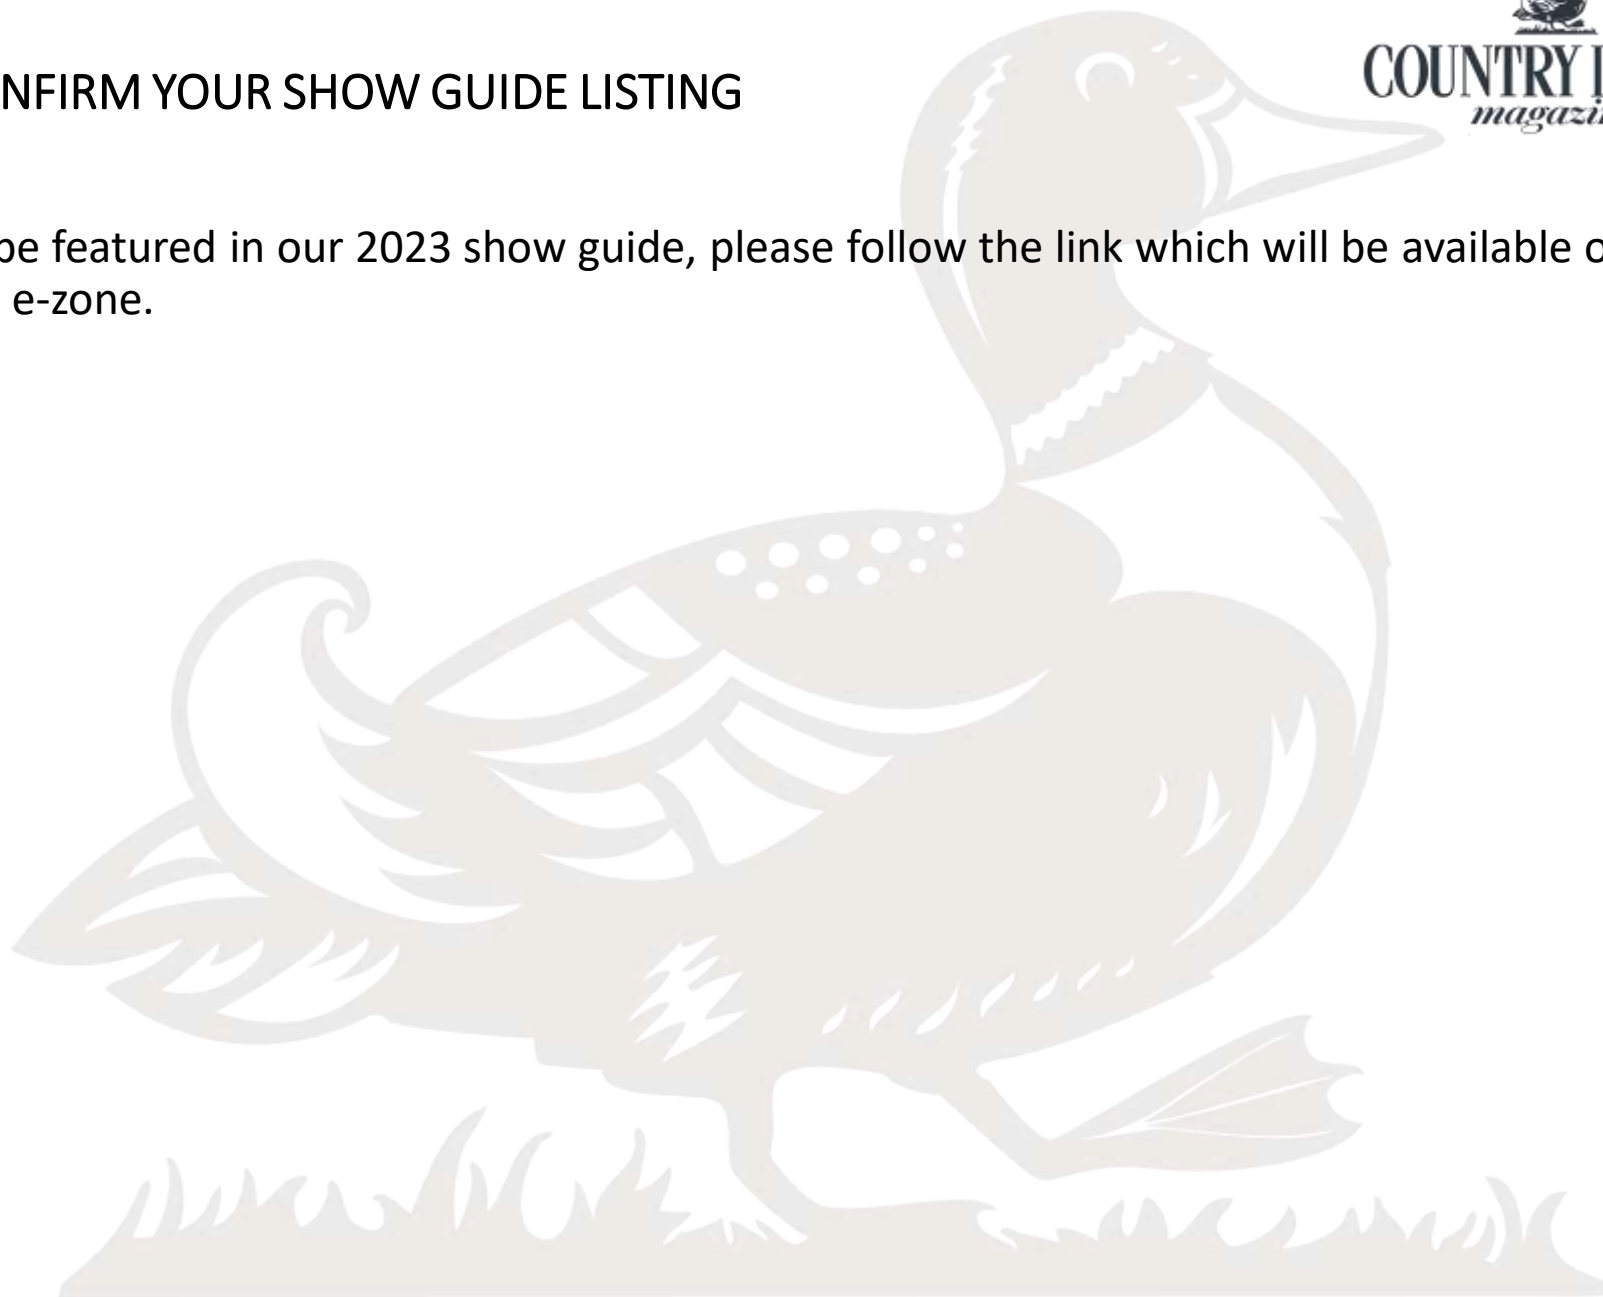 NFIRM YOUR SHOW GUIDE LISTING
COUNTRY
magazi
be featured in our 2023 show guide, please follow the link which will be available o
e-zone.